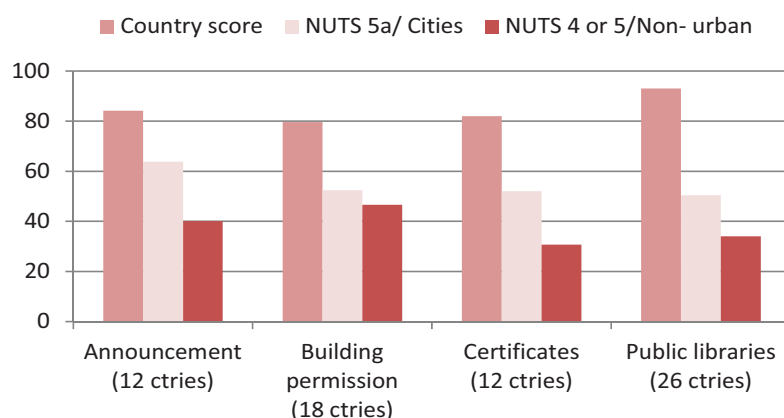 Country score NUTS 5a/ Cities NUTS 4 or 5/Non- urban
100
80
60
40
20
0
Announcement (12 ctries)
Building permission (18 ctries)
Certificates (12 ctries)
Public libraries (26 ctries)